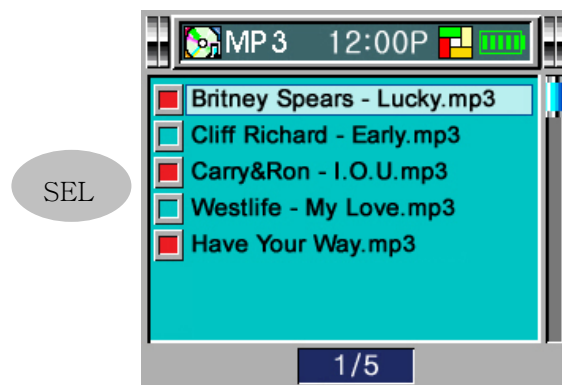 MP3 12:00P
Britney Spears - Lucky.mp3
Cliff Richard - Early.mp3
Carry&Ron - I.O.U.mp3
SEL
Westlife - My Love.mp3
Have Your Way.mp3
1/5